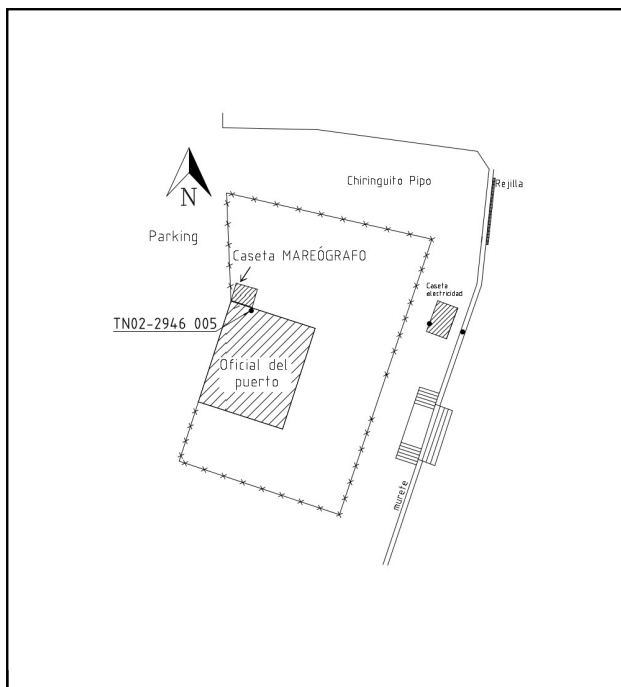 Chiringuito Pipo
Rejilla
N
Parking
Caseta MAREÓGRAFO
Caseta
electricidad
TN02-2946 005
Oficial del
puerto
murete